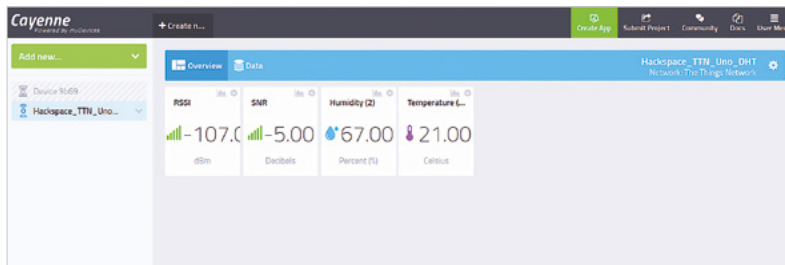 Cayenne
Powered by myDevices
+ Create n...
Create App
Submit Project
Community
Docs
User Me
Add new...
Overview
Data
Hackspace_TTN_Uno_DHT
Network: The Things Network
Device 9b69
Hackspace_TTN_Uno...
RSSI
SNR
Humidity (2)
Temperature (...
-107.0
-5.00
67.00
21.00
dBm
Decibels
Percent (%)
Celsius